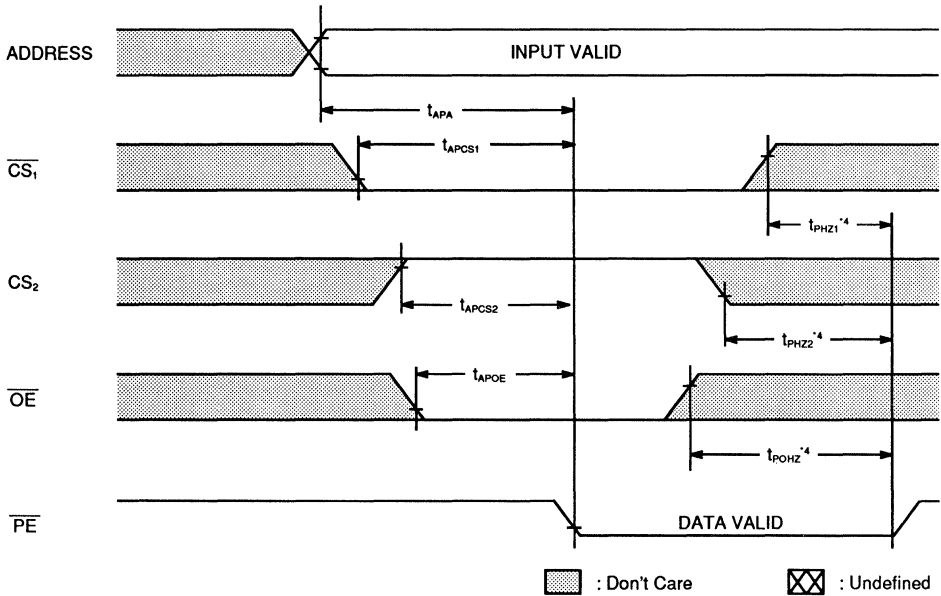 ADDRESS
INPUT VALID
tAPA
tAPCS1
CS1
tPHZ1*4
CS2
tAPCS2
tPHZ2*4
tAPOE
OE
tPOHZ*4
PE
DATA VALID
: Don't Care
: Undefined